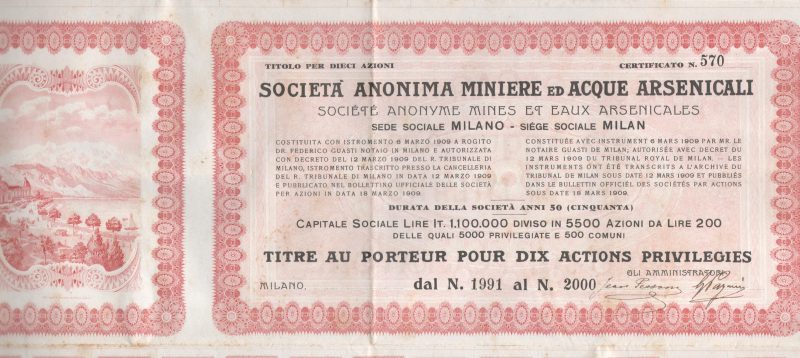 TITOLO PER DIECI AZIONI CERTIFICATO N. 570
SOCIETÀ ANONIMA MINIERE ED ACQUE ARSENICALI
SOCIÉTÉ ANONYME MINES ET EAUX ARSENICALES
SEDE SOCIALE MILANO - SIÉGE SOCIALE MILAN
COSTITUITA CON ISTROMENTO 6 MARZO 1909 A ROGITO
DR. FEDERICO GUASTI NOTAIO IN MILANO E AUTORIZZATA
CON DECRETO DEL 12 MARZO 1909 DEL R. TRIBUNALE DI
MILANO, ISTROMENTO TRASCRITTO PRESSO LA CANCELLERIA
DEL R. TRIBUNALE DI MILANO IN DATA 12 MARZO 1909
E PUBBLICATO NEL BOLLETTINO UFFICIALE DELLE SOCIETÀ
PER AZIONI IN DATA 18 MARZO 1909.
CONSTITUÉE AVEC INSTRUMENT 6 MARS 1909 PAR MR. LE
NOTAIRE GUASTI DE MILAN; AUTORISÉE AVEC DECRET DU
12 MARS 1909 DU TRIBUNAL ROYAL DE MILAN. — LES
INSTRUMENTS ONT ÉTÉ TRANSCRITS A L'ARCHIVE DU
TRIBUNAL DE MILAN SOUS DATE 12 MARS 1909 ET PUBBLIÉS
DANS LE BULLETTIN OFFICIÉL DES SOCIÉTÉS PAR ACTIONS
SOUS DATE 18 MARS 1909.
DURATA DELLA SOCIETÀ ANNI 50 (CINQUANTA)
CAPITALE SOCIALE LIRE IT. 1.100.000 DIVISO IN 5500 AZIONI DA LIRE 200
DELLE QUALI 5000 PRIVILEGIATE E 500 COMUNI
TITRE AU PORTEUR POUR DIX ACTIONS PRIVILEGIES
GLI AMMINISTRATORI
MILANO, dal N. 1991 al N. 2000